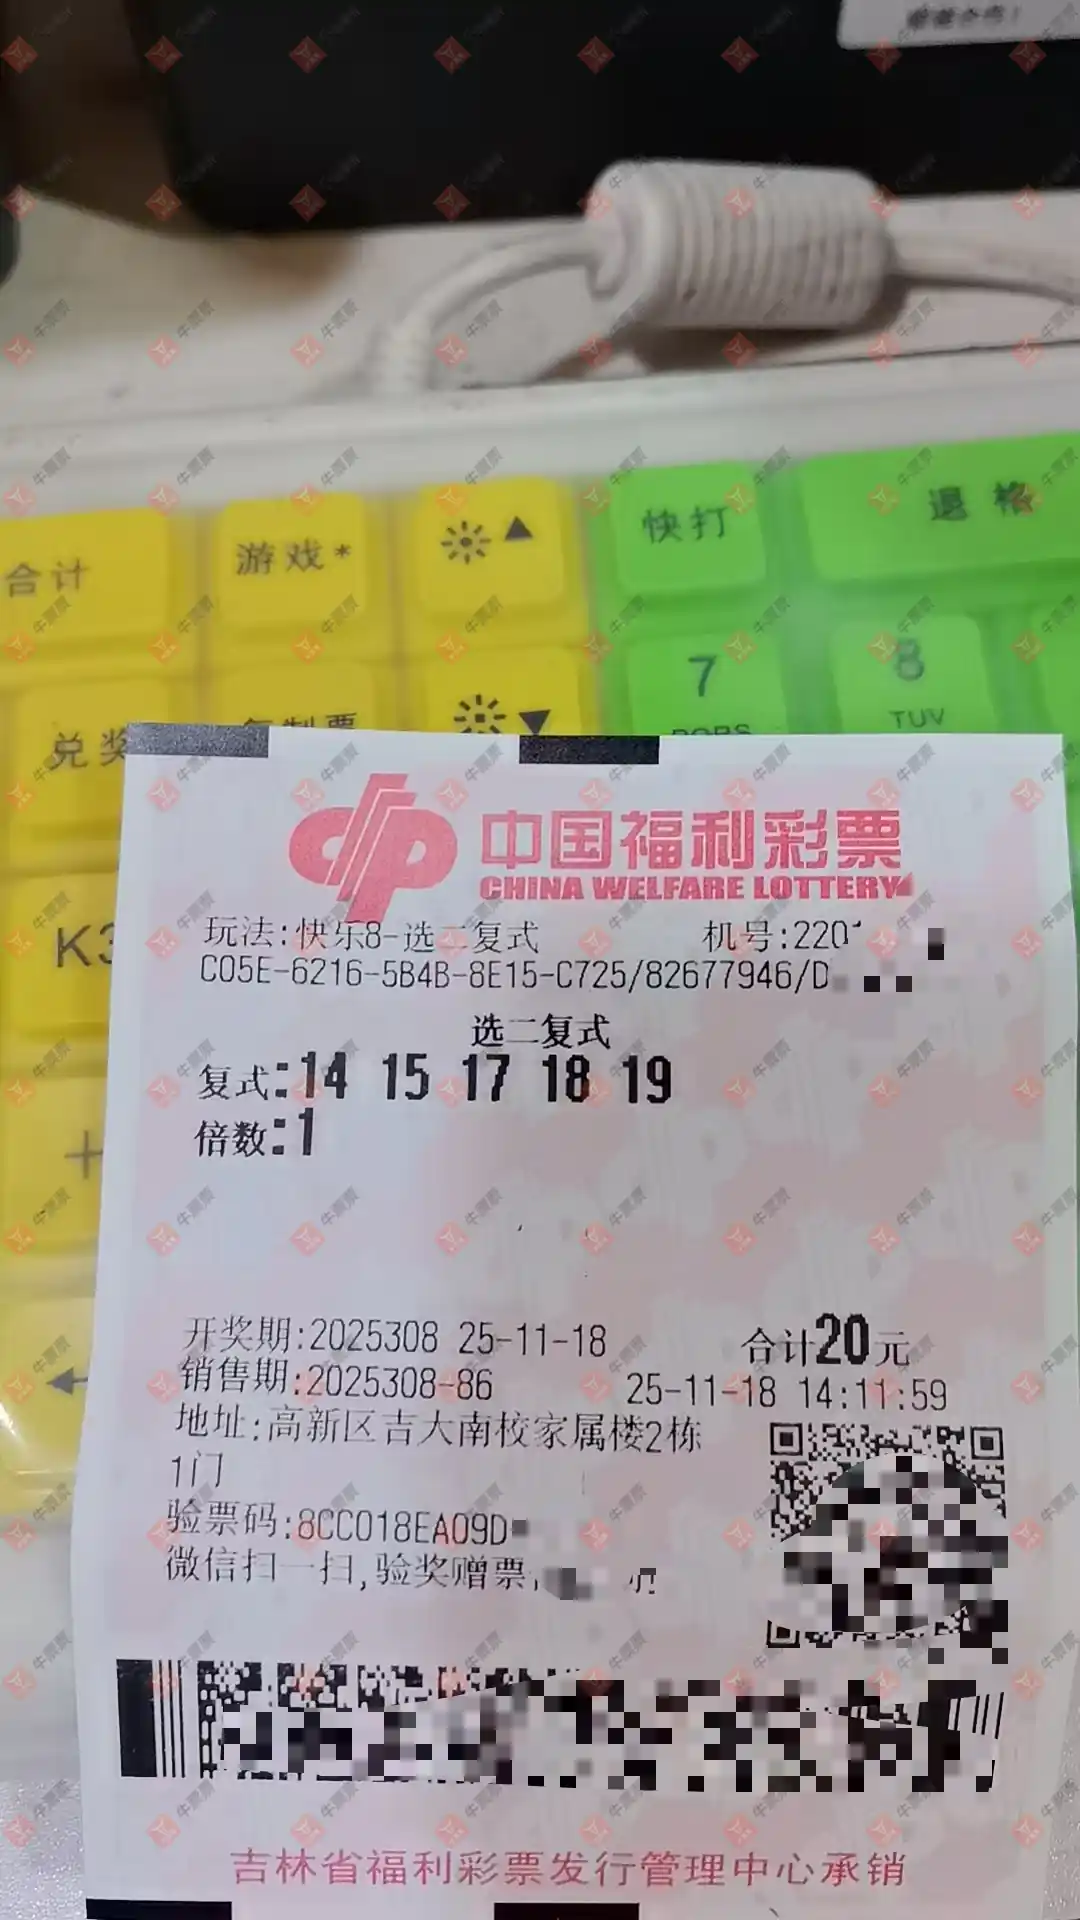 合计
游戏*
▲
快打
退格
兑奖
▼
7
PQRS
8
TUV
K3
+
←
中国福利彩票
CHINA WELFARE LOTTERY
玩法:快乐8-选二复式 机号:220
C05E-6216-5B4B-8E15-C725/82677946/D
选二复式
复式:14 15 17 18 19
倍数:1
开奖期:2025308 25-11-18 合计20元
销售期:2025308-86 25-11-18 14:11:59
地址:高新区吉大南校家属楼2栋
1门
验票码:8CC018EA09D
微信扫一扫,验奖赠票,
吉林省福利彩票发行管理中心承销
牛票票